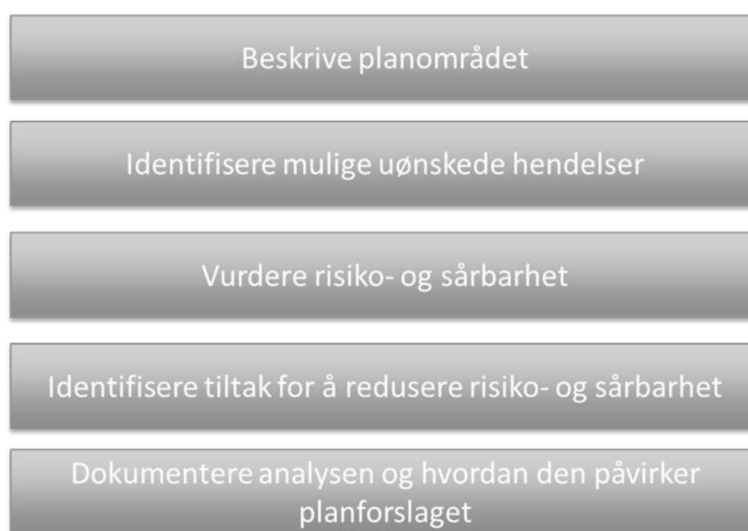 Beskrive planområdet
Identifisere mulige uønskede hendelser
Vurdere risiko- og sårbarhet
Identifisere tiltak for å redusere risiko- og sårbarhet
Dokumentere analysen og hvordan den påvirker
planforslaget